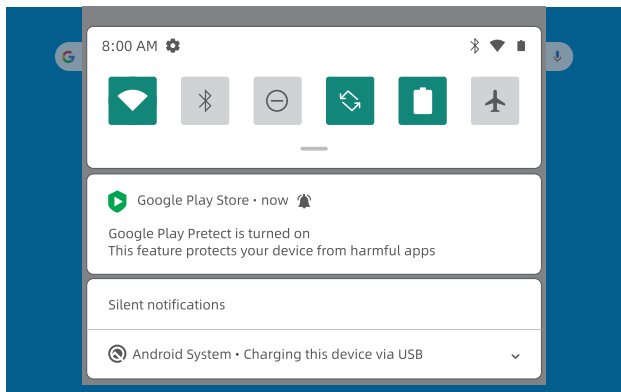 8:00 AM
Google Play Store • now
Google Play Pretect is turned on
This feature protects your device from harmful apps
Silent notifications
Android System • Charging this device via USB